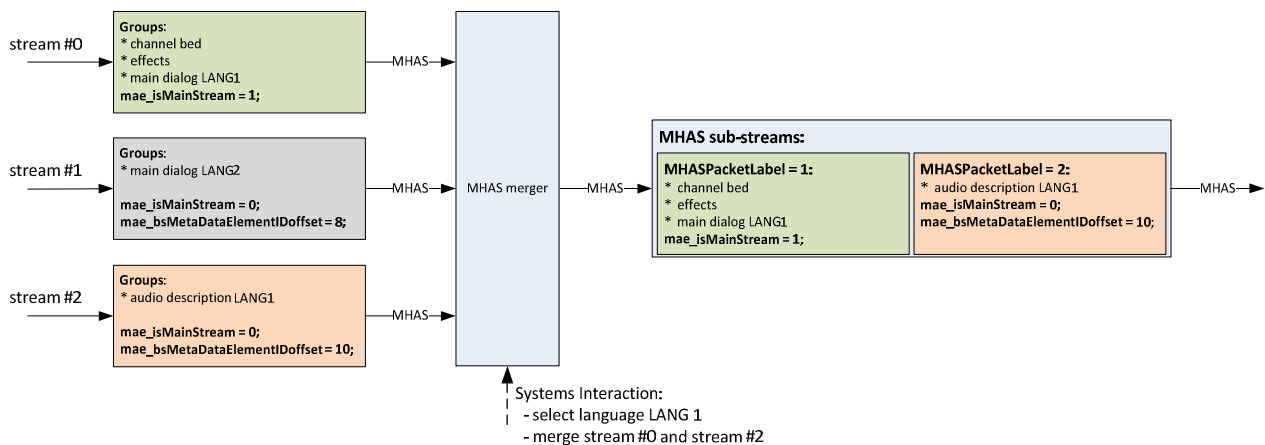 stream #0
Groups:
* channel bed
* effects
* main dialog LANG1
mae_isMainStream = 1;
MHAS
stream #1
Groups:
* main dialog LANG2
mae_isMainStream = 0;
mae_bsMetaDataElementIDoffset = 8;
MHAS
stream #2
Groups:
* audio description LANG1
mae_isMainStream = 0;
mae_bsMetaDataElementIDoffset = 10;
MHAS
MHAS merger
MHAS
Systems Interaction:
- select language LANG 1
- merge stream #0 and stream #2
MHAS sub-streams:
MHASPacketLabel = 1:
* channel bed
* effects
* main dialog LANG1
mae_isMainStream = 1;
MHASPacketLabel = 2:
* audio description LANG1
mae_isMainStream = 0;
mae_bsMetaDataElementIDoffset = 10;
MHAS